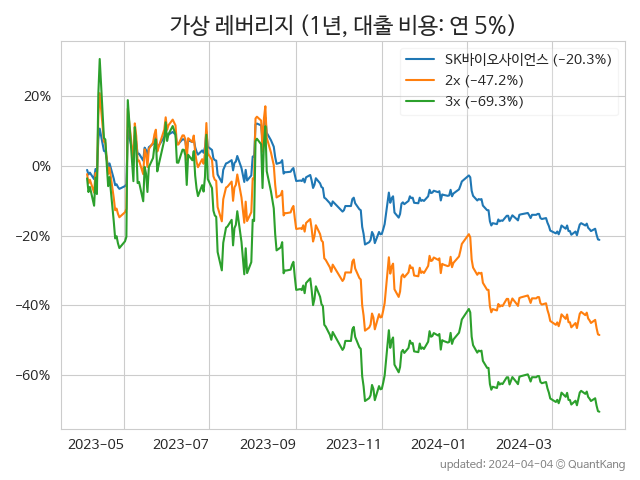 가상 레버리지 (1년, 대출 비용: 연 5%)
SK바이오사이언스 (−20.3%)
2x (−47.2%)
3x (−69.3%)
20%
0%
−20%
−40%
−60%
2023−05 2023−07 2023−09 2023−11 2024−01 2024−03
updated: 2024−04−04 © QuantKang